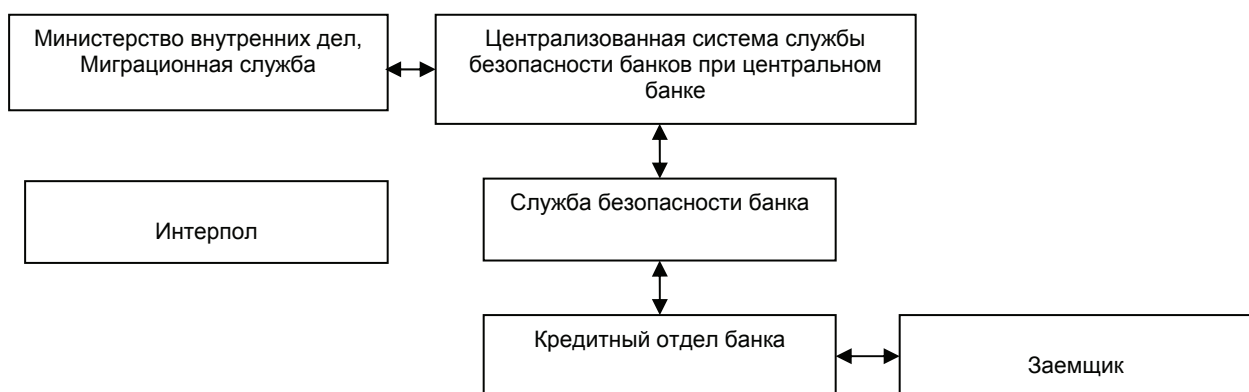 Министерство внутренних дел,
Миграционная служба
Централизованная система службы
безопасности банков при центральном
банке
Служба безопасности банка
Интерпол
Кредитный отдел банка
Заемщик